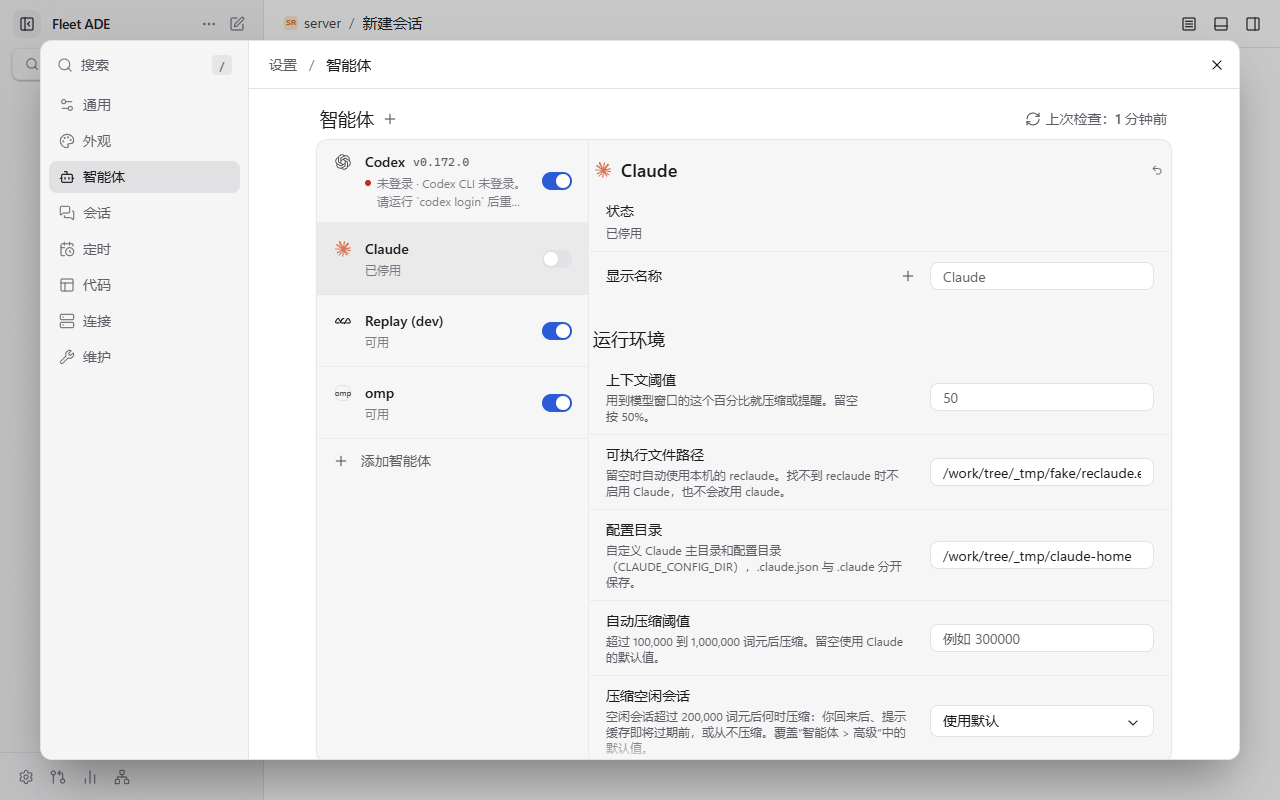 Fleet ADE
SR server / 新建会话
搜索 /
通用
外观
智能体
会话
定时
代码
连接
维护
设置 / 智能体
智能体
上次检查：1 分钟前
Codex v0.172.0
未登录 · Codex CLI 未登录。
请运行 `codex login` 后重...
Claude
已停用
Replay (dev)
可用
omp
omp
可用
添加智能体
Claude
状态
已停用
显示名称
Claude
运行环境
上下文阈值
用到模型窗口的这个百分比就压缩或提醒。留空
按 50%。
50
可执行文件路径
留空时自动使用本机的 reclaude。找不到 reclaude 时不
启用 Claude，也不会改用 claude。
/work/tree/_tmp/fake/reclaude.e
配置目录
自定义 Claude 主目录和配置目录
（CLAUDE_CONFIG_DIR），.claude.json 与 .claude 分开
保存。
/work/tree/_tmp/claude-home
自动压缩阈值
超过 100,000 到 1,000,000 词元后压缩。留空使用 Claude
的默认值。
例如 300000
压缩空闲会话
空闲会话超过 200,000 词元后何时压缩：你回来后、提示
缓存即将过期前，或从不压缩。覆盖"智能体 > 高级"中的
默认值。
使用默认